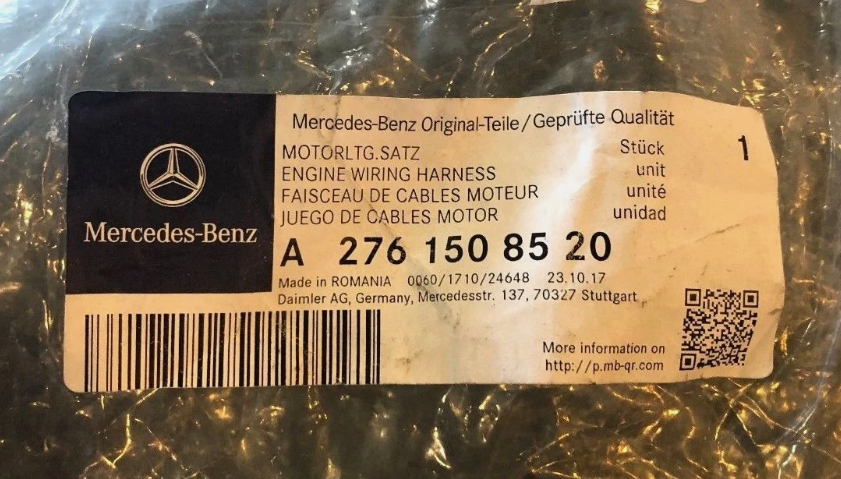 Mercedes-Benz Original-Teile/Geprüfte Qualität
MOTORLTG.SATZ Stück 1
ENGINE WIRING HARNESS unit
FAISCEAU DE CABLES MOTEUR unité
JUEGO DE CABLES MOTOR unidad
Mercedes-Benz
A 276 150 85 20
Made in ROMANIA 0060/1710/24648 23.10.17
Daimler AG, Germany, Mercedesstr. 137, 70327 Stuttgart
More information on
http://p.mb-qr.com